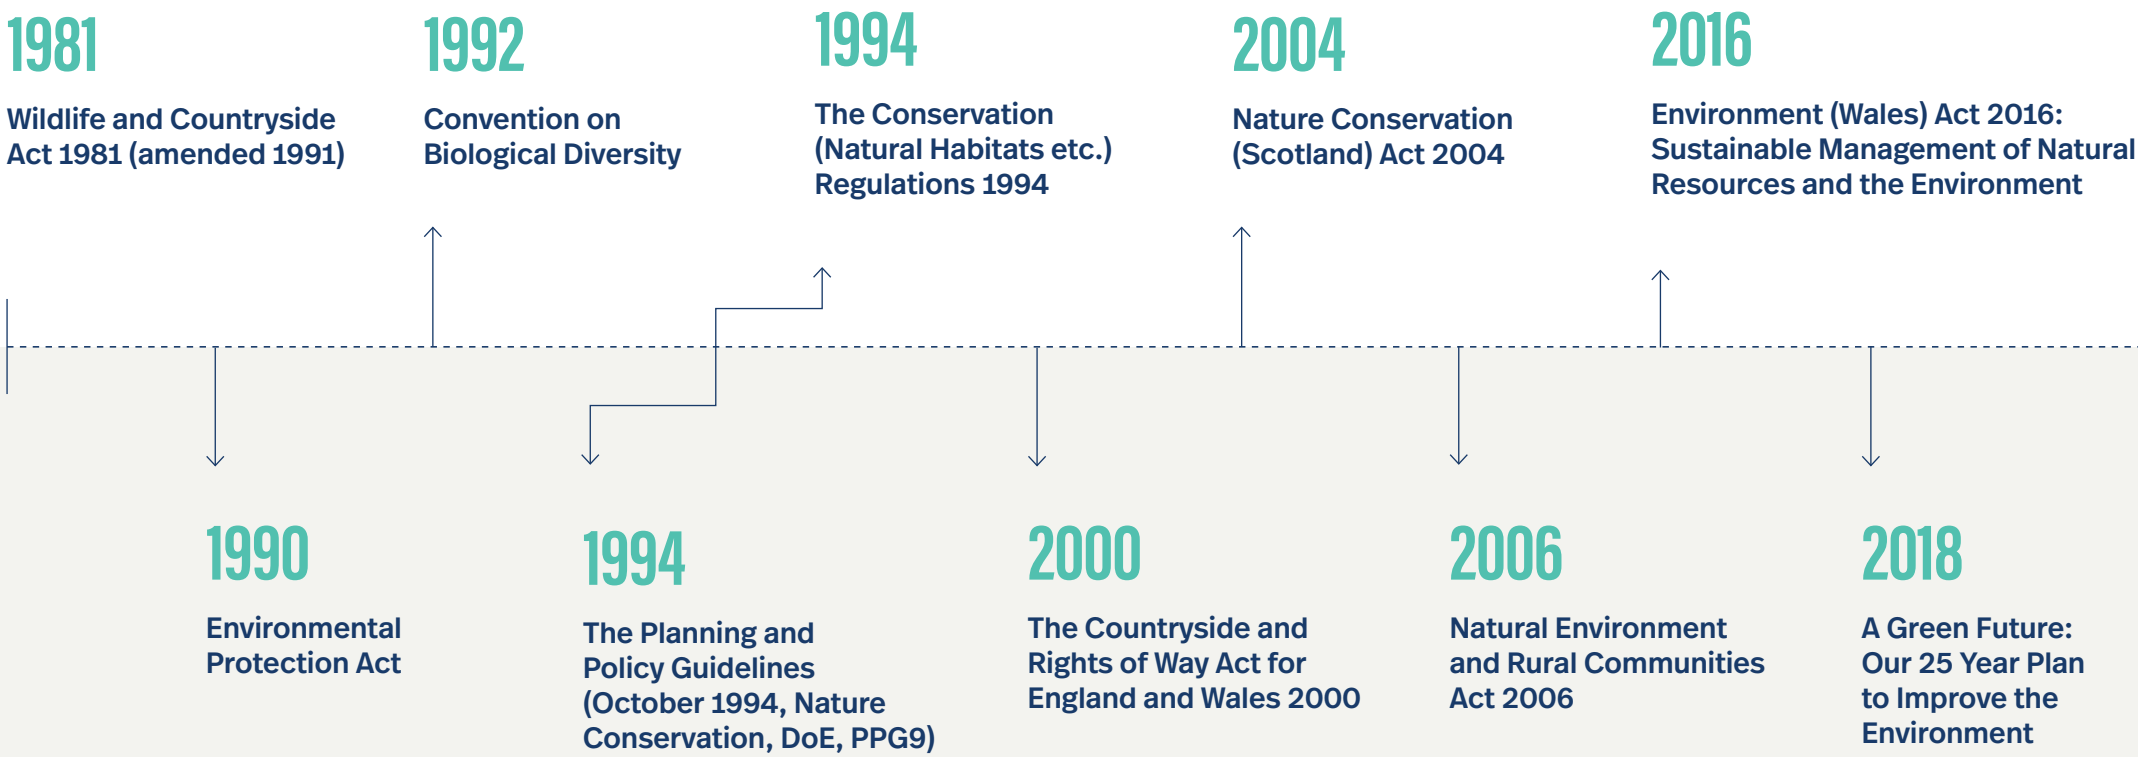 1981
Wildlife and Countryside
Act 1981 (amended 1991)
1992
Convention on
Biological Diversity
1994
The Conservation
(Natural Habitats etc.)
Regulations 1994
2004
Nature Conservation
(Scotland) Act 2004
2016
Environment (Wales) Act 2016:
Sustainable Management of Natural
Resources and the Environment
1990
Environmental
Protection Act
1994
The Planning and
Policy Guidelines
(October 1994, Nature
Conservation, DoE, PPG9)
2000
The Countryside and
Rights of Way Act for
England and Wales 2000
2006
Natural Environment
and Rural Communities
Act 2006
2018
A Green Future:
Our 25 Year Plan
to Improve the
Environment